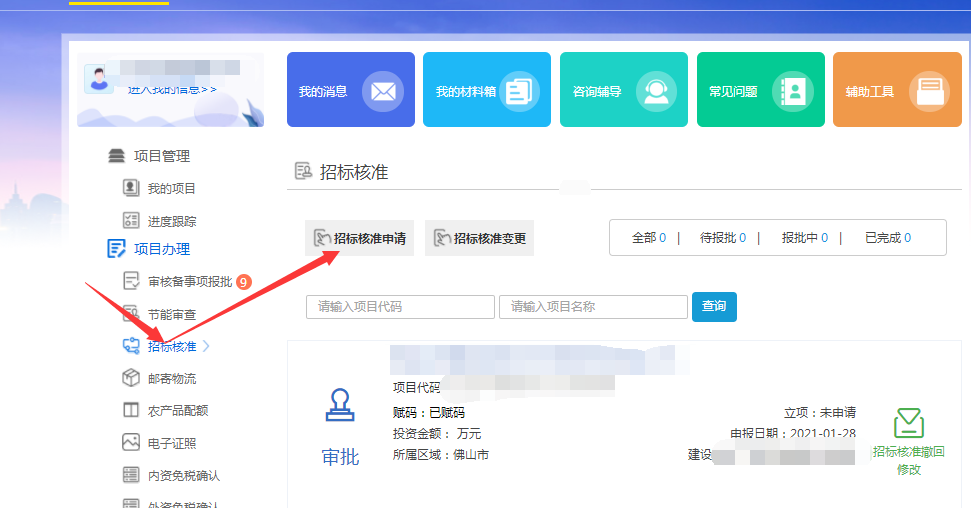 进入我的信息>>
我的消息
我的材料箱
咨询辅导
常见问题
辅助工具
项目管理
我的项目
进度跟踪
项目办理
审核备事项报批 9
节能审查
招标核准
邮寄物流
农产品配额
电子证照
内资免税确认
外资免税确认
招标核准
招标核准申请
招标核准变更
全部 0 | 待报批 0 | 报批中 0 | 已完成 0
请输入项目代码
请输入项目名称
查询
审批
项目代码
赋码：已赋码
投资金额： 万元
所属区域：佛山市
立项：未申请
申报日期：2021-01-28
建设
招标核准撤回
修改